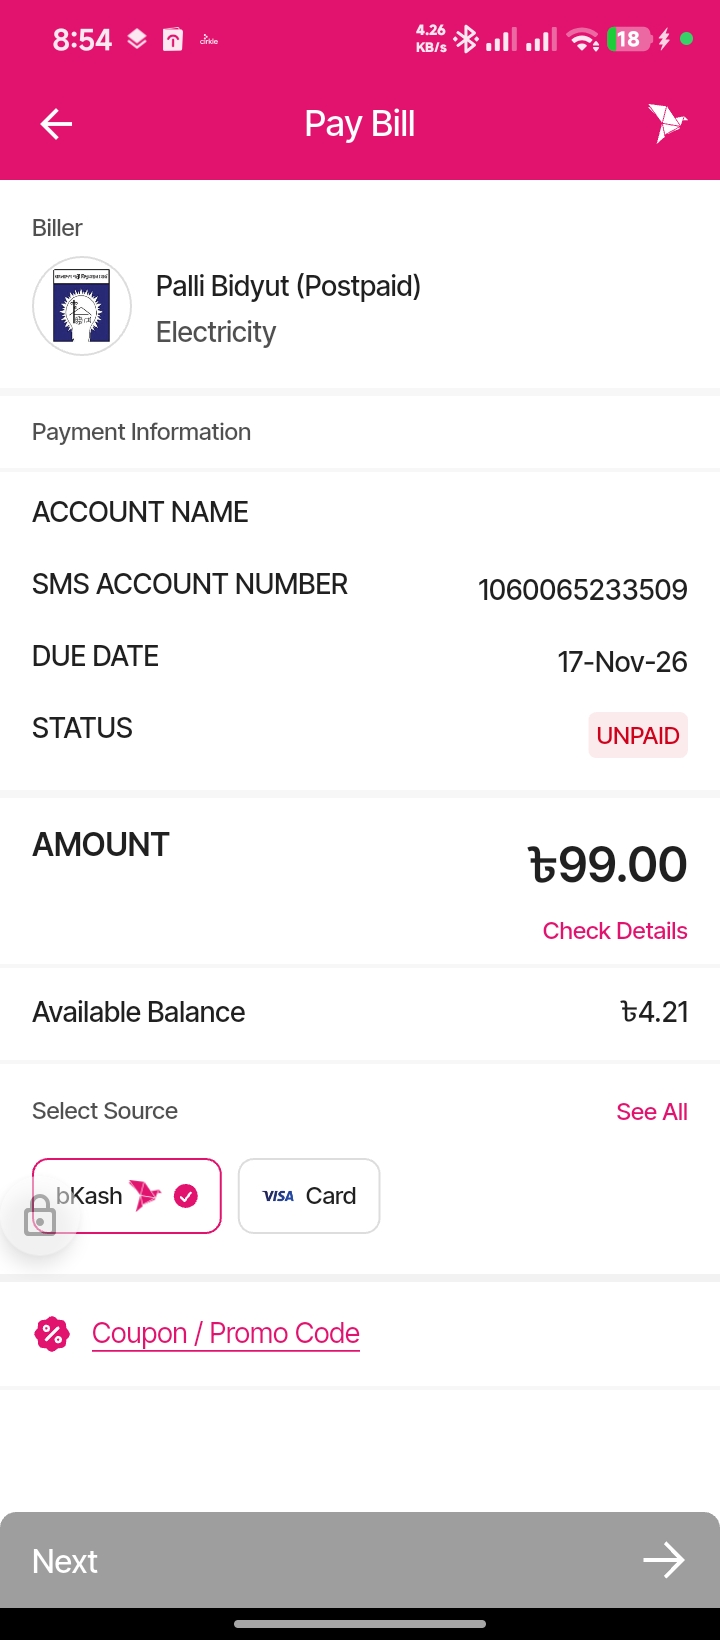 8:54
cirkle
4.26
KB/s
18
Pay Bill
Biller
Palli Bidyut (Postpaid)
Electricity
Payment Information
ACCOUNT NAME
SMS ACCOUNT NUMBER 1060065233509
DUE DATE 17-Nov-26
STATUS UNPAID
AMOUNT ৳99.00
Check Details
Available Balance ৳4.21
Select Source See All
bKash VISA Card
Coupon / Promo Code
Next